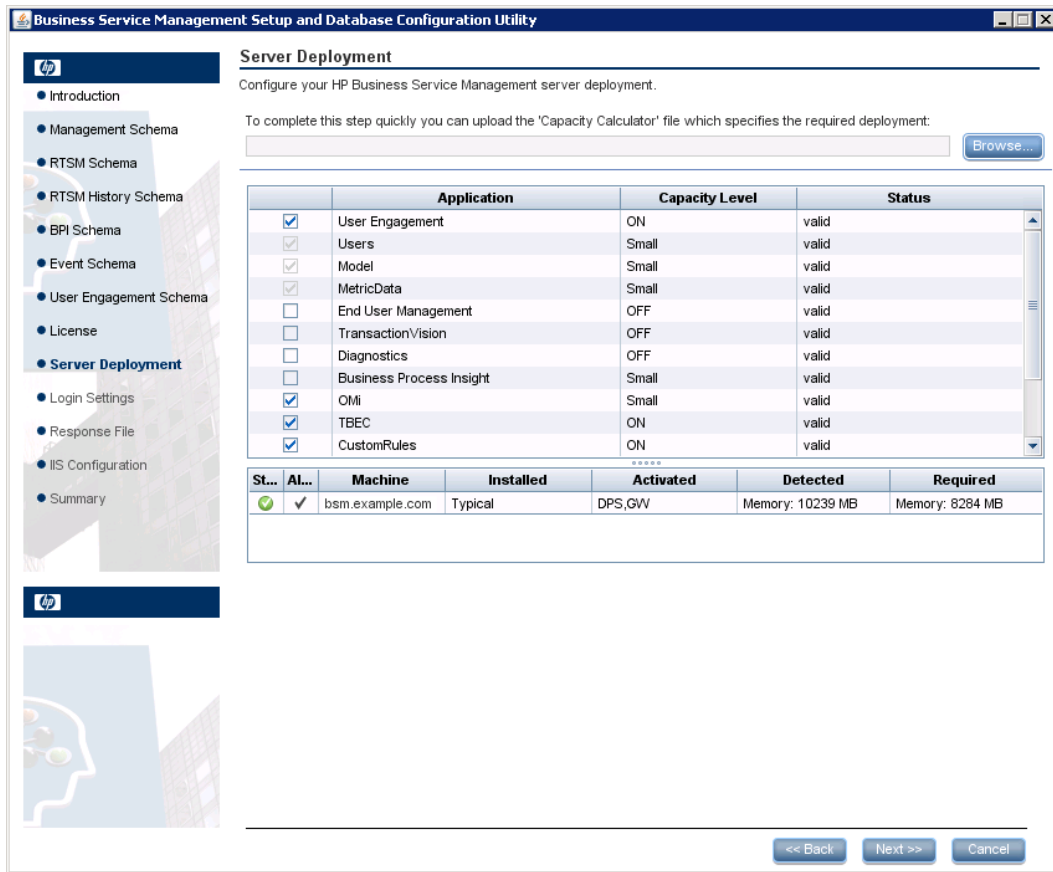 Business Service Management Setup and Database Configuration Utility
hp
Introduction
Management Schema
RTSM Schema
RTSM History Schema
BPI Schema
Event Schema
User Engagement Schema
License
Server Deployment
Login Settings
Response File
IIS Configuration
Summary
hp
Server Deployment
Configure your HP Business Service Management server deployment.
To complete this step quickly you can upload the 'Capacity Calculator' file which specifies the required deployment:
Browse...
Application Capacity Level Status
User Engagement ON valid
Users Small valid
Model Small valid
MetricData Small valid
End User Management OFF valid
TransactionVision OFF valid
Diagnostics OFF valid
Business Process Insight Small valid
OMi Small valid
TBEC ON valid
CustomRules ON valid
St... Al... Machine Installed Activated Detected Required
bsm.example.com Typical DPS,GW Memory: 10239 MB Memory: 8284 MB
<< Back Next >> Cancel